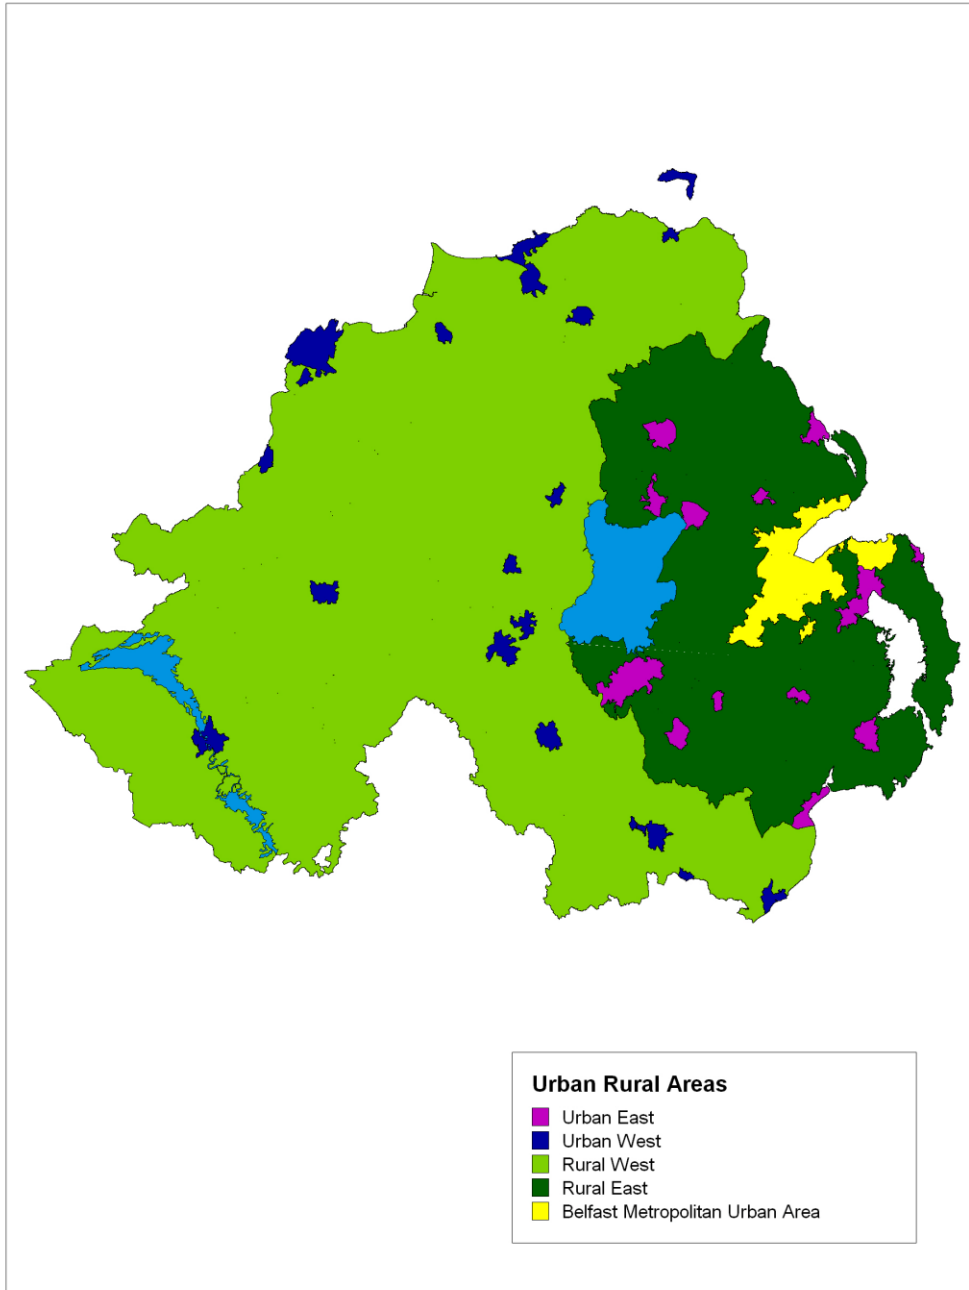 Urban Rural Areas
Urban East
Urban West
Rural West
Rural East
Belfast Metropolitan Urban Area